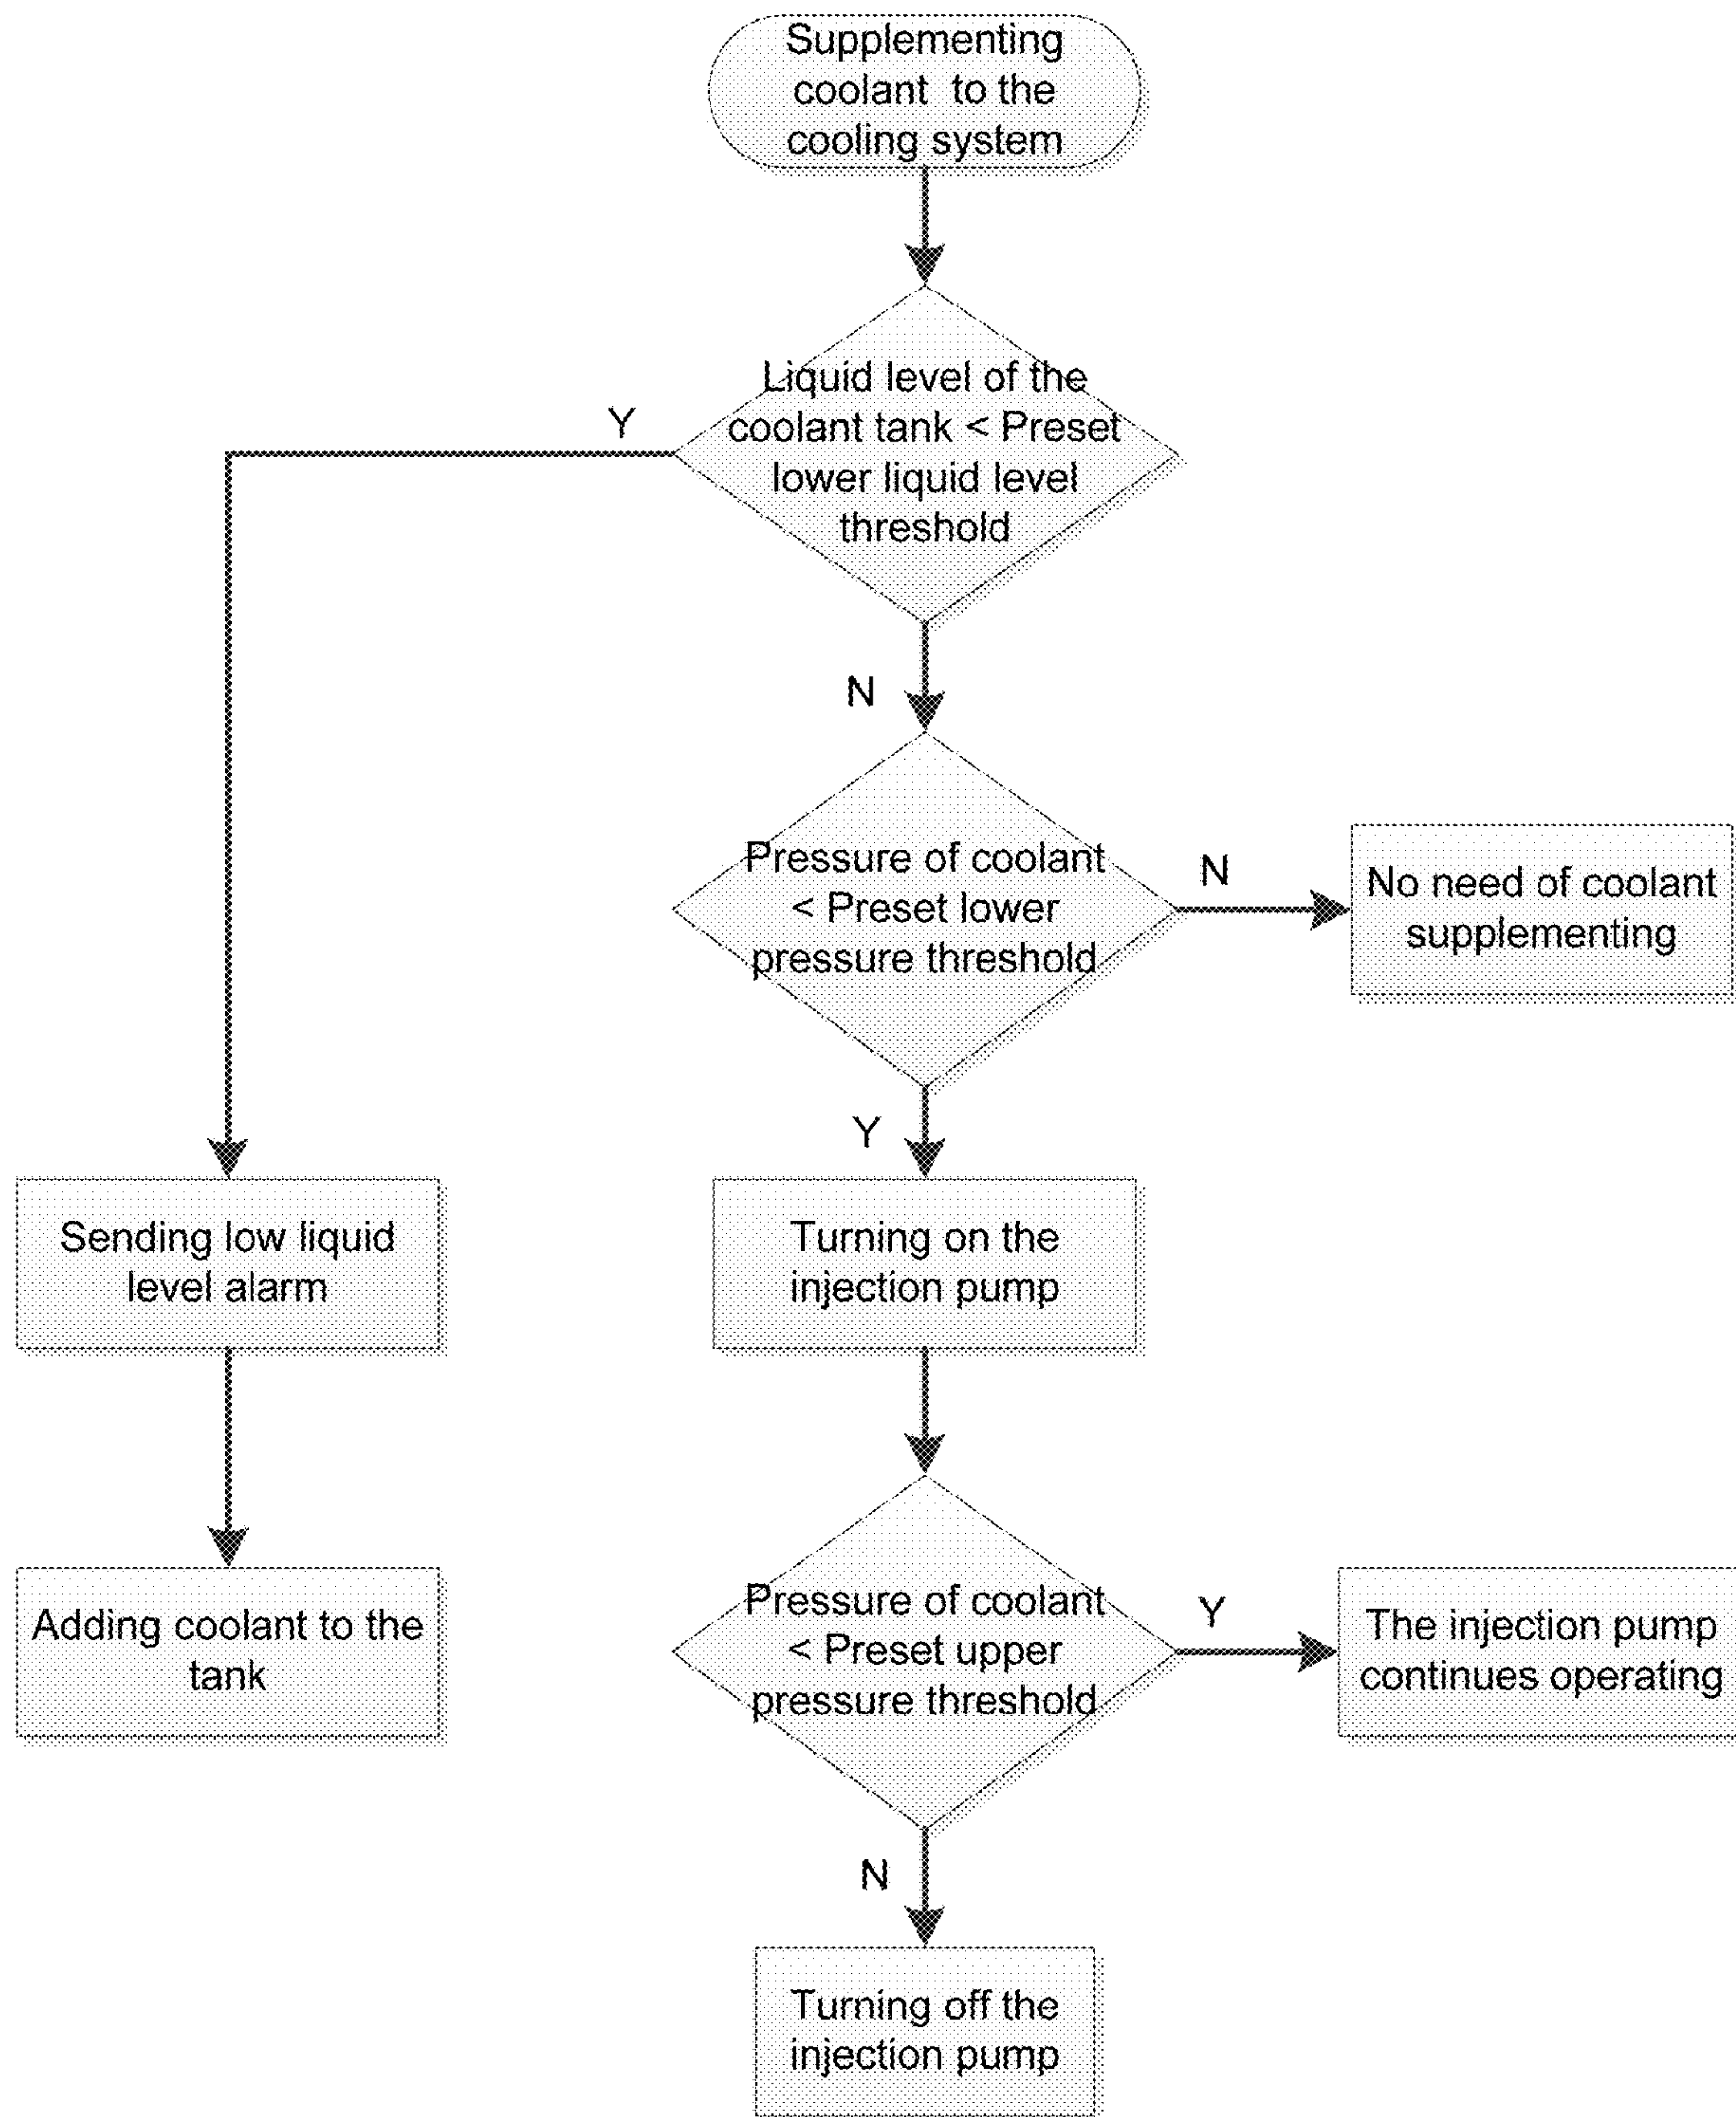 Supplementing
coolant to the
cooling system
Liquid level of the
coolant tank < Preset
lower liquid level
threshold
Y
N
Pressure of coolant
< Preset lower
pressure threshold
N
No need of coolant
supplementing
Y
Sending low liquid
level alarm
Turning on the
injection pump
Adding coolant to the
tank
Pressure of coolant
< Preset upper
pressure threshold
Y
The injection pump
continues operating
N
Turning off the
injection pump